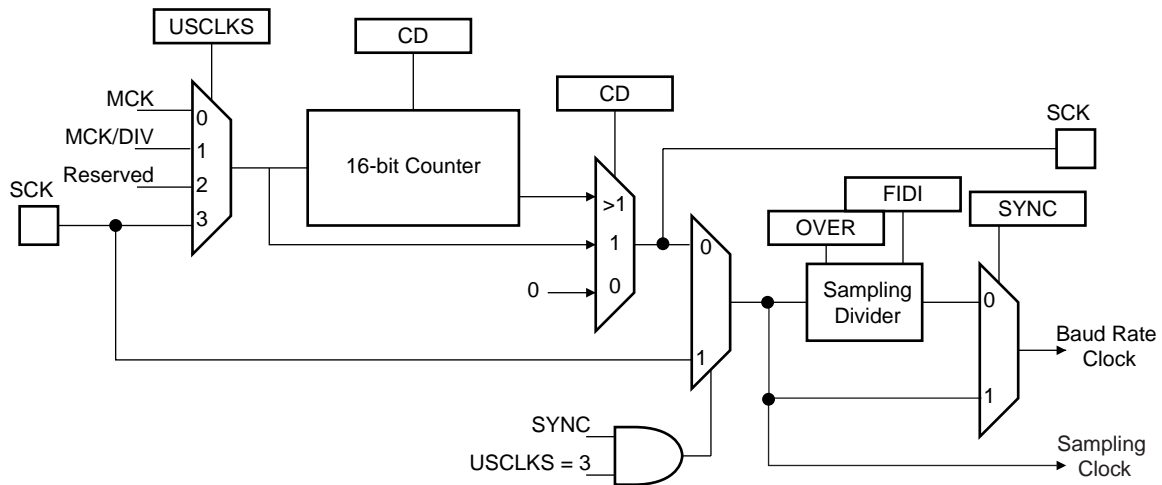 USCLKS
CD
CD
MCK
0
MCK/DIV
1
Reserved
2
SCK
3
16-bit Counter
>1
1
0
0
SCK
FIDI
OVER
SYNC
0
1
Sampling
Divider
0
1
Baud Rate
Clock
SYNC
USCLKS = 3
Sampling
Clock